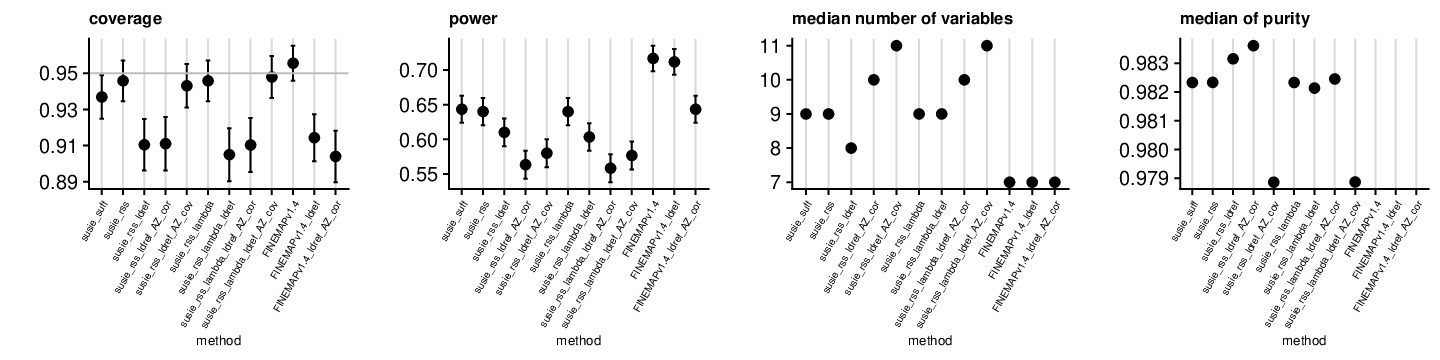 coverage
0.95
0.93
0.91
0.89
susie_suff
susie_rss
susie_rss_ldref
susie_rss_ldref_AZ_cor
susie_rss_ldref_AZ_cov
susie_rss_lambda
susie_rss_lambda_ldref
susie_rss_lambda_ldref_AZ_cor
susie_rss_lambda_ldref_AZ_cov
FINEMAPv1.4
FINEMAPv1.4_ldref
FINEMAPv1.4_ldref_AZ_cor
method
power
0.70
0.65
0.60
0.55
susie_suff
susie_rss
susie_rss_ldref
susie_rss_ldref_AZ_cor
susie_rss_ldref_AZ_cov
susie_rss_lambda
susie_rss_lambda_ldref
susie_rss_lambda_ldref_AZ_cor
susie_rss_lambda_ldref_AZ_cov
FINEMAPv1.4
FINEMAPv1.4_ldref
FINEMAPv1.4_ldref_AZ_cor
method
median number of variables
11
10
9
8
7
susie_suff
susie_rss
susie_rss_ldref
susie_rss_ldref_AZ_cor
susie_rss_ldref_AZ_cov
susie_rss_lambda
susie_rss_lambda_ldref
susie_rss_lambda_ldref_AZ_cor
susie_rss_lambda_ldref_AZ_cov
FINEMAPv1.4
FINEMAPv1.4_ldref
FINEMAPv1.4_ldref_AZ_cor
method
median of purity
0.983
0.982
0.981
0.980
0.979
susie_suff
susie_rss
susie_rss_ldref
susie_rss_ldref_AZ_cor
susie_rss_ldref_AZ_cov
susie_rss_lambda
susie_rss_lambda_ldref
susie_rss_lambda_ldref_AZ_cor
susie_rss_lambda_ldref_AZ_cov
FINEMAPv1.4
FINEMAPv1.4_ldref
FINEMAPv1.4_ldref_AZ_cor
method